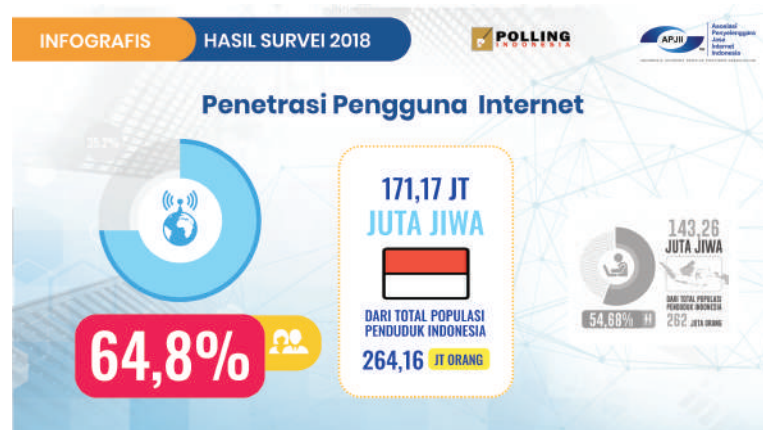 INFOGRAFIS
HASIL SURVEI 2018
POLLING
INDONESIA
APJII
Asosiasi
Penyelenggara
Jasa
Internet
Indonesia
Penetrasi Pengguna Internet
35,2%
64,8%
171,17 JT
JUTA JIWA
DARI TOTAL POPULASI
PENDUDUK INDONESIA
264,16 JT ORANG
143,26
JUTA JIWA
DARI TOTAL POPULASI
PENDUDUK INDONESIA
54,68%
262 JUTA ORANG